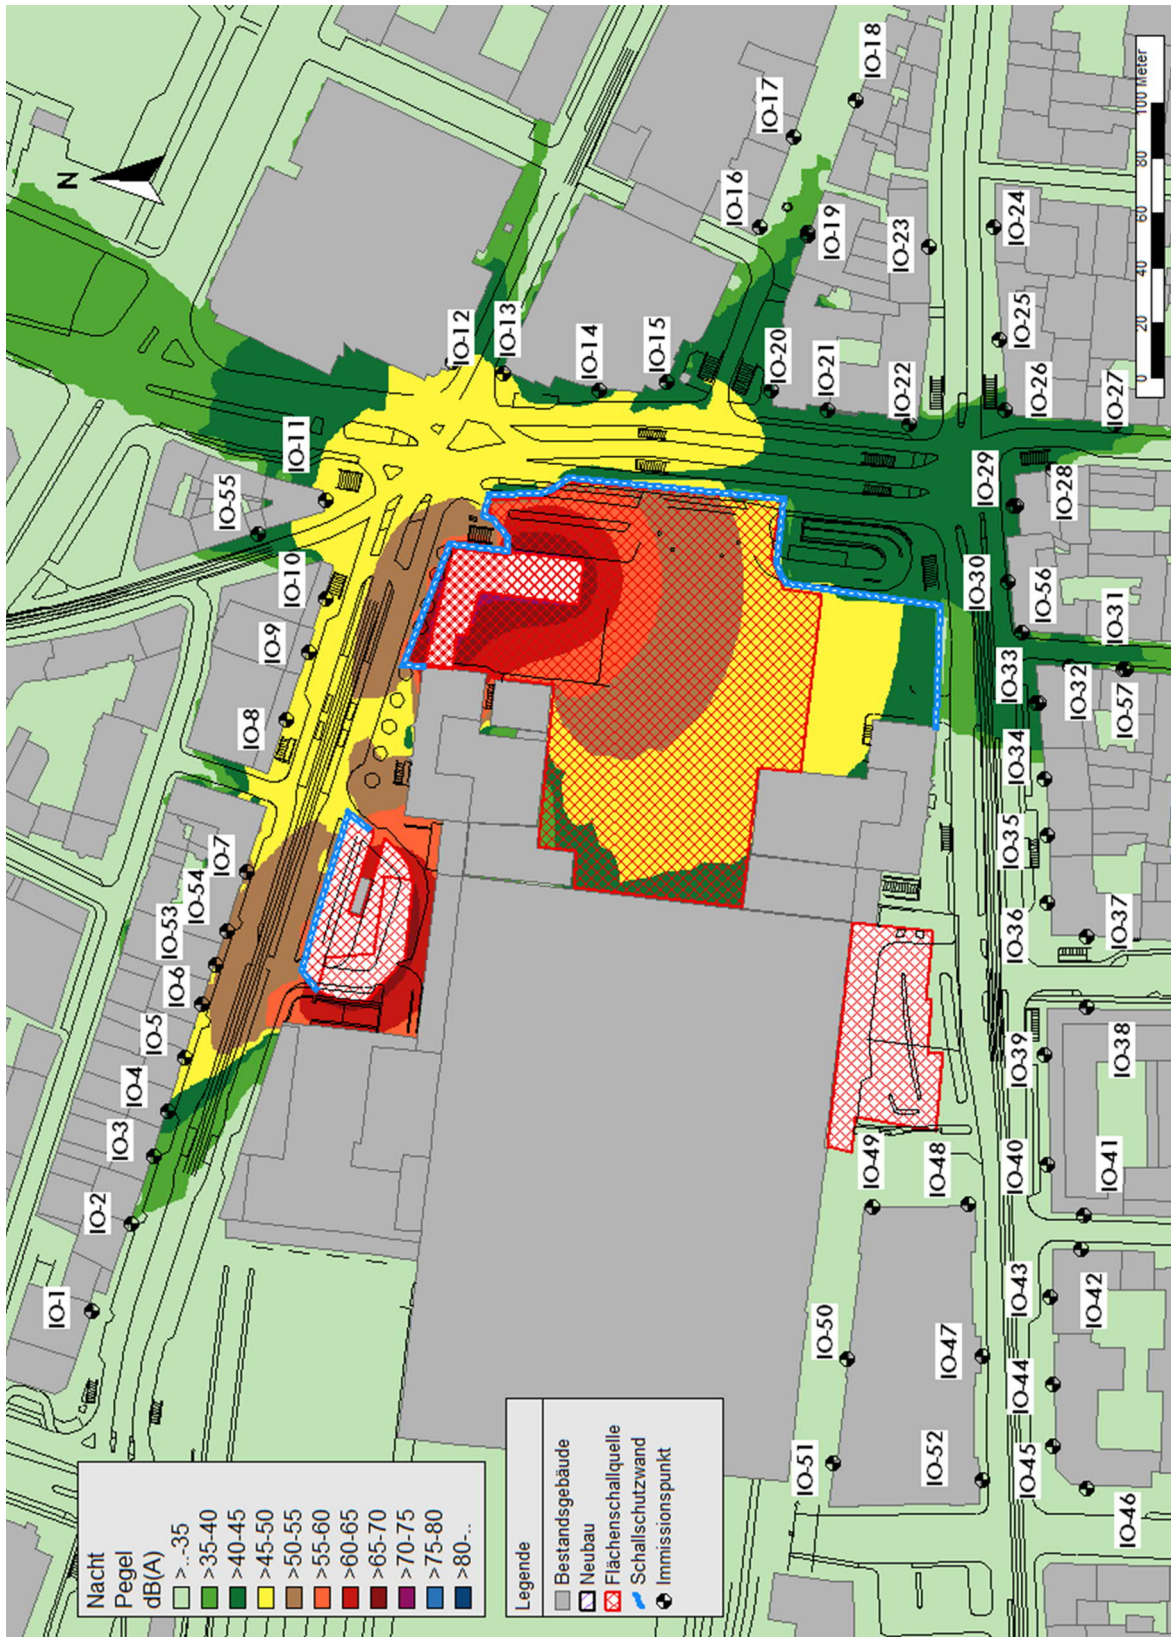 Nacht
Pegel
dB(A)
>..-35
>35-40
>40-45
>45-50
>50-55
>55-60
>60-65
>65-70
>70-75
>75-80
>80-..
Legende
Bestandsgebäude
Neubau
Flächenschallquelle
Schallschutzwand
Immissionspunkt
N
IO-1
IO-2
IO-3
IO-4
IO-5
IO-6
IO-53
IO-54
IO-7
IO-8
IO-9
IO-10
IO-55
IO-11
IO-12
IO-13
IO-14
IO-15
IO-16
IO-17
IO-18
IO-19
IO-20
IO-21
IO-22
IO-23
IO-24
IO-25
IO-26
IO-27
IO-28
IO-29
IO-30
IO-56
IO-31
IO-32
IO-57
IO-33
IO-34
IO-35
IO-36
IO-37
IO-38
IO-39
IO-40
IO-41
IO-42
IO-43
IO-44
IO-45
IO-46
IO-47
IO-48
IO-49
IO-50
IO-51
IO-52
0 20 40 60 80 100 Meter